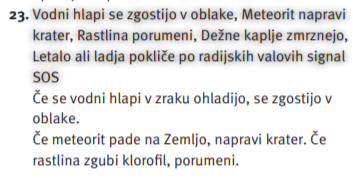 23. Vodni hlapi se zgostijo v oblake, Meteorit napravi
krater, Rastlina porumeni, Dežne kaplje zmrznejo,
Letalo ali ladja pokliče po radijskih valovih signal
SOS
Če se vodni hlapi v zraku ohladijo, se zgostijo v
oblake.
Če meteorit pade na Zemljo, napravi krater. Če
rastlina zgubi klorofil, porumeni.